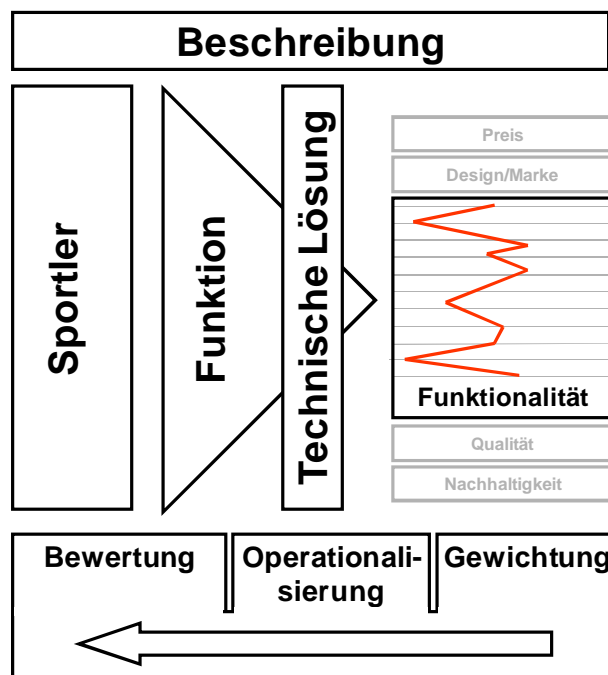 Beschreibung
Sportler
Funktion
Technische Lösung
Preis
Design/Marke
Funktionalität
Qualität
Nachhaltigkeit
Bewertung
Operationali-
sierung
Gewichtung